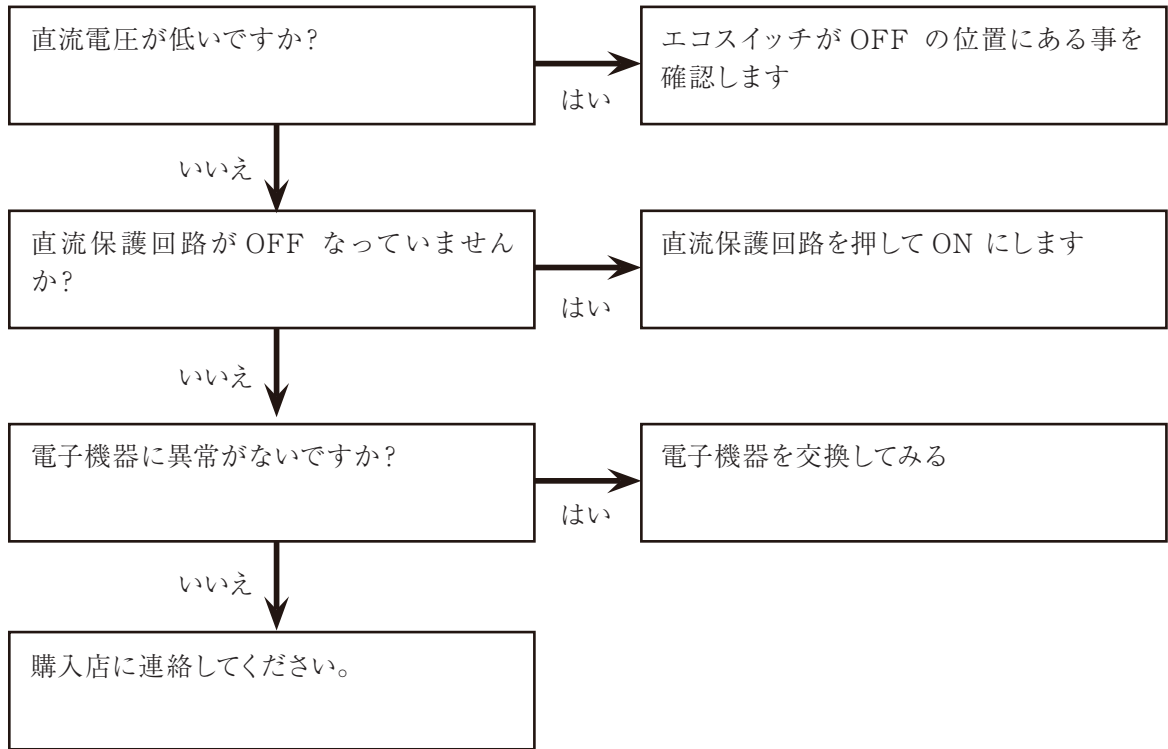 直流電圧が低いですか?
エコスイッチが OFF の位置にある事を
確認します
はい
いいえ
直流保護回路が OFF なっていません
か?
直流保護回路を押して ON にします
はい
いいえ
電子機器に異常がないですか?
電子機器を交換してみる
はい
いいえ
購入店に連絡してください。